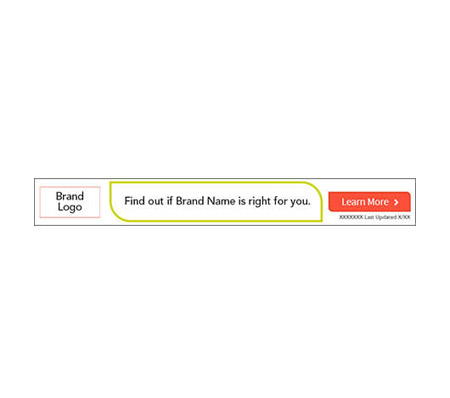 Brand
Logo
Find out if Brand Name is right for you.
Learn More
XXXXXXX Last Updated X/XX